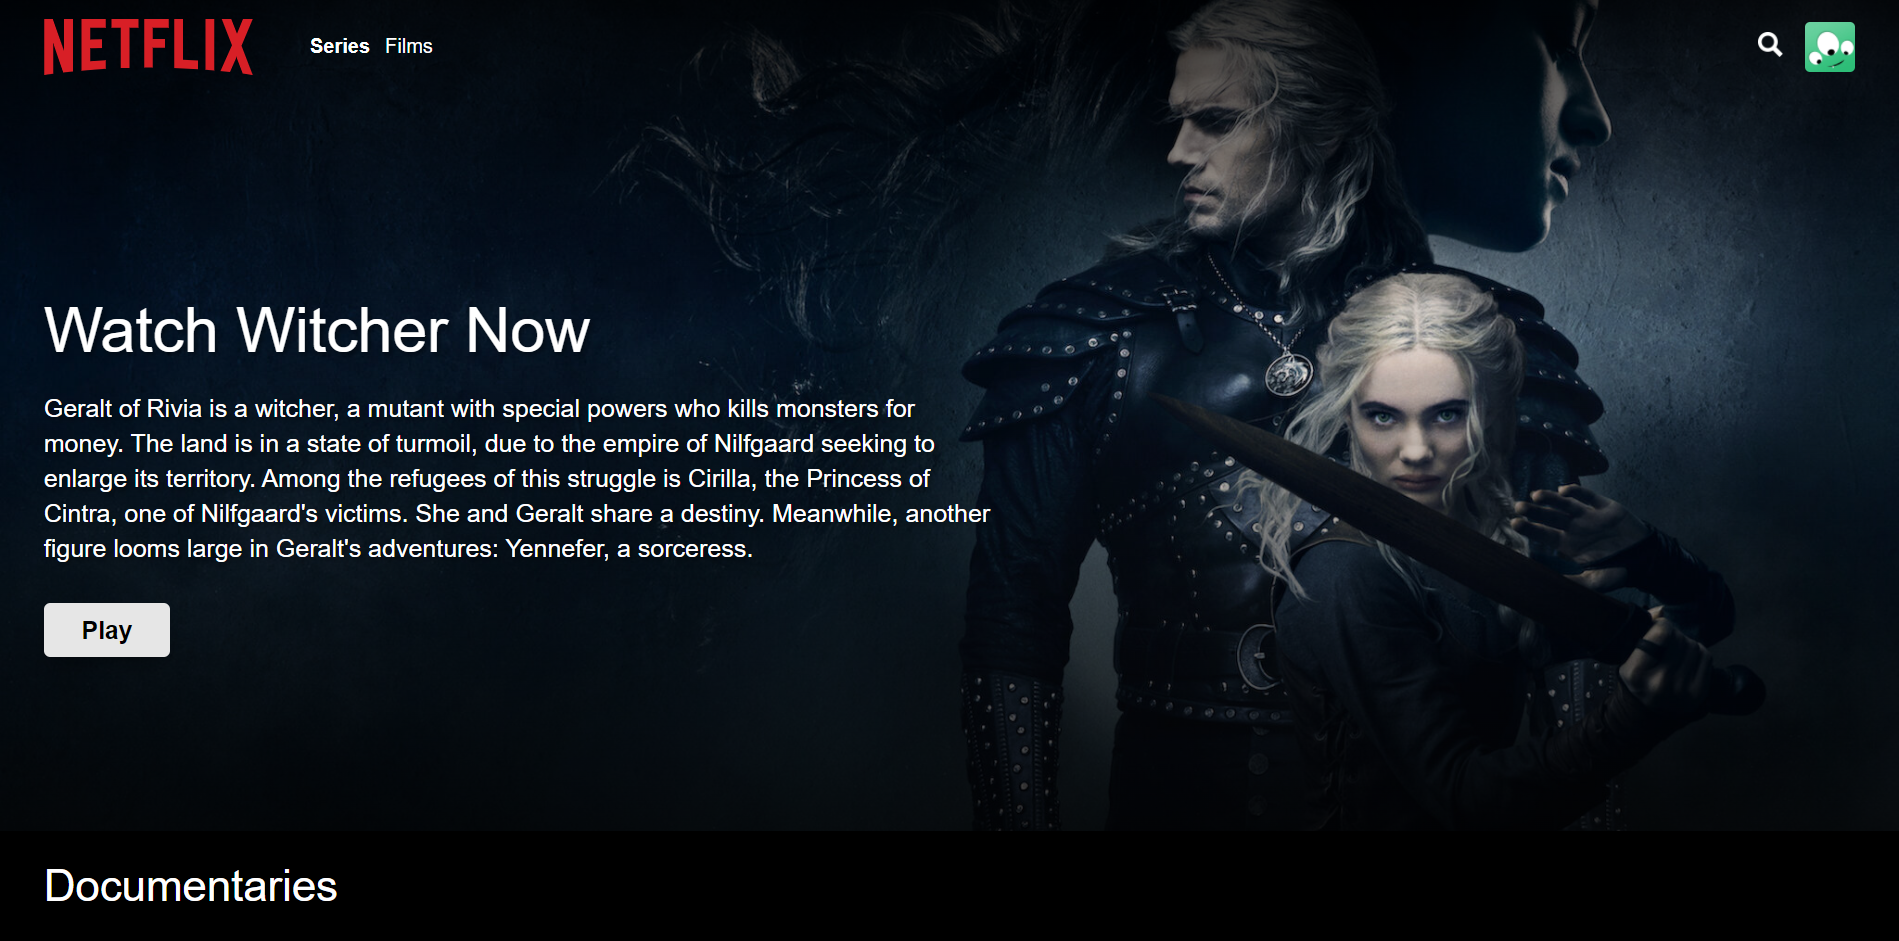 NETFLIX
Series Films
Watch Witcher Now
Geralt of Rivia is a witcher, a mutant with special powers who kills monsters for
money. The land is in a state of turmoil, due to the empire of Nilfgaard seeking to
enlarge its territory. Among the refugees of this struggle is Cirilla, the Princess of
Cintra, one of Nilfgaard's victims. She and Geralt share a destiny. Meanwhile, another
figure looms large in Geralt's adventures: Yennefer, a sorceress.
Play
Documentaries